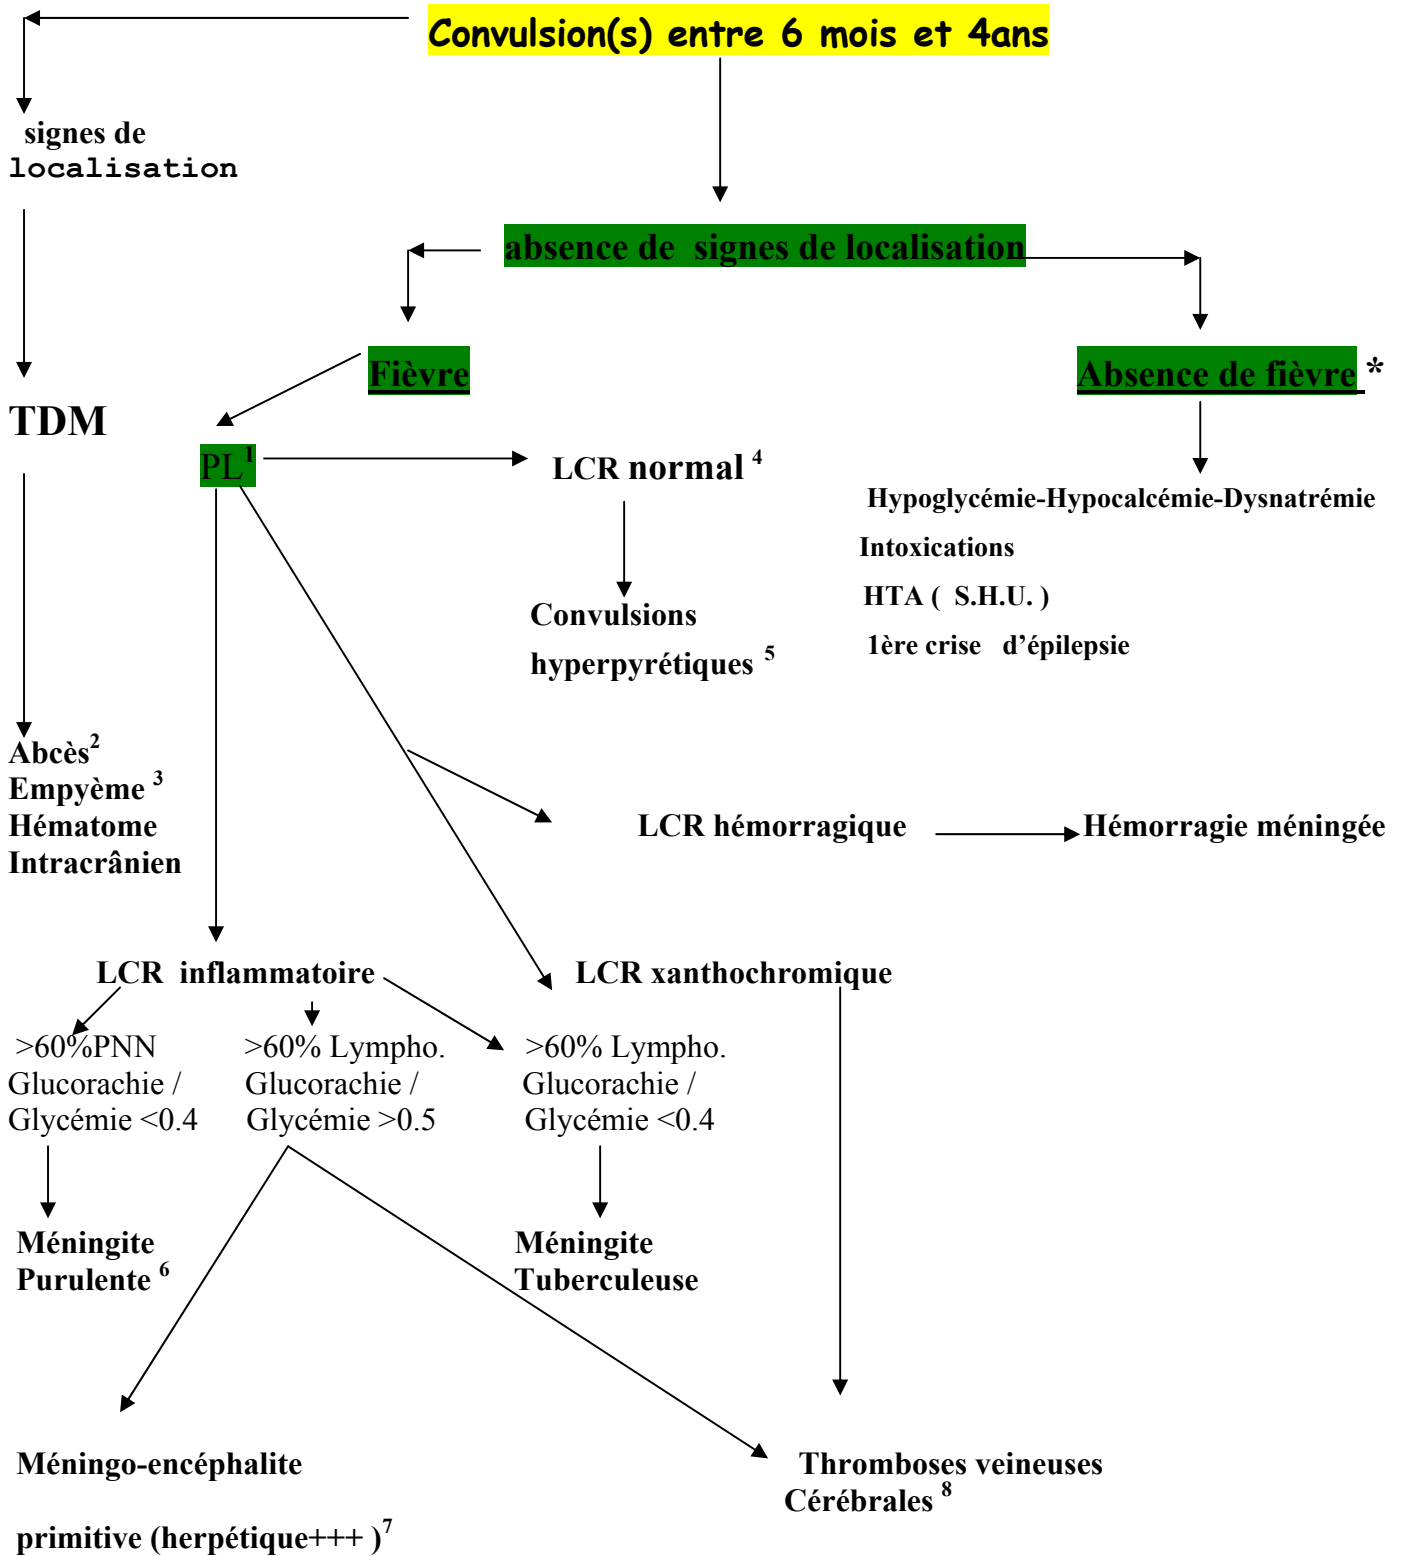 Convulsion(s) entre 6 mois et 4ans
signes de
localisation
absence de signes de localisation
Fièvre
Absence de fièvre *
TDM
PL1
LCR normal 4
Hypoglycémie-Hypocalcémie-Dysnatrémie
Intoxications
HTA ( S.H.U. )
1ère crise d’épilepsie
Convulsions
hyperpyrétiques 5
Abcès2
Empyème 3
Hématome
Intracrânien
LCR hémorragique
Hémorragie méningée
LCR inflammatoire
LCR xanthochromique
>60%PNN
Glucorachie /
Glycémie <0.4
>60% Lympho.
Glucorachie /
Glycémie >0.5
>60% Lympho.
Glucorachie /
Glycémie <0.4
Méningite
Purulente 6
Méningite
Tuberculeuse
Méningo-encéphalite
primitive (herpétique+++ )7
Thromboses veineuses
Cérébrales 8